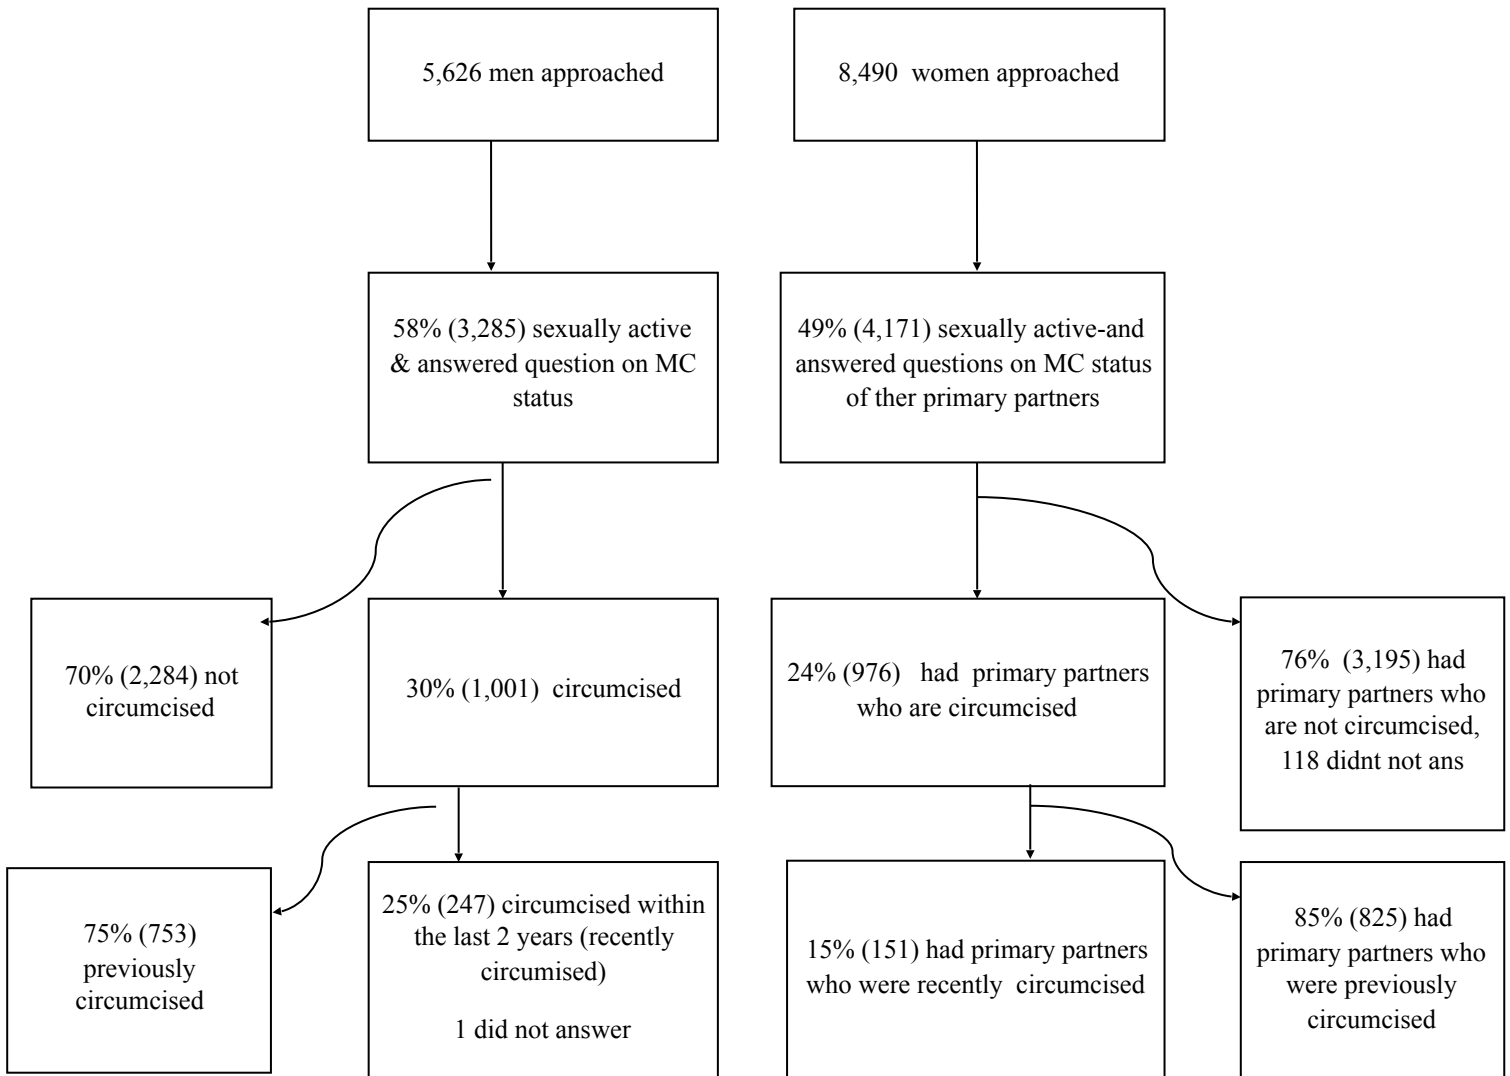 5,626 men approached
8,490 women approached
58% (3,285) sexually active
& answered question on MC
status
49% (4,171) sexually active-and
answered questions on MC status
of ther primary partners
70% (2,284) not
circumcised
30% (1,001) circumcised
24% (976) had primary partners
who are circumcised
76% (3,195) had
primary partners who
are not circumcised,
118 didnt not ans
75% (753)
previously
circumcised
25% (247) circumcised within
the last 2 years (recently
circumised)
1 did not answer
15% (151) had primary partners
who were recently circumcised
85% (825) had
primary partners who
were previously
circumcised